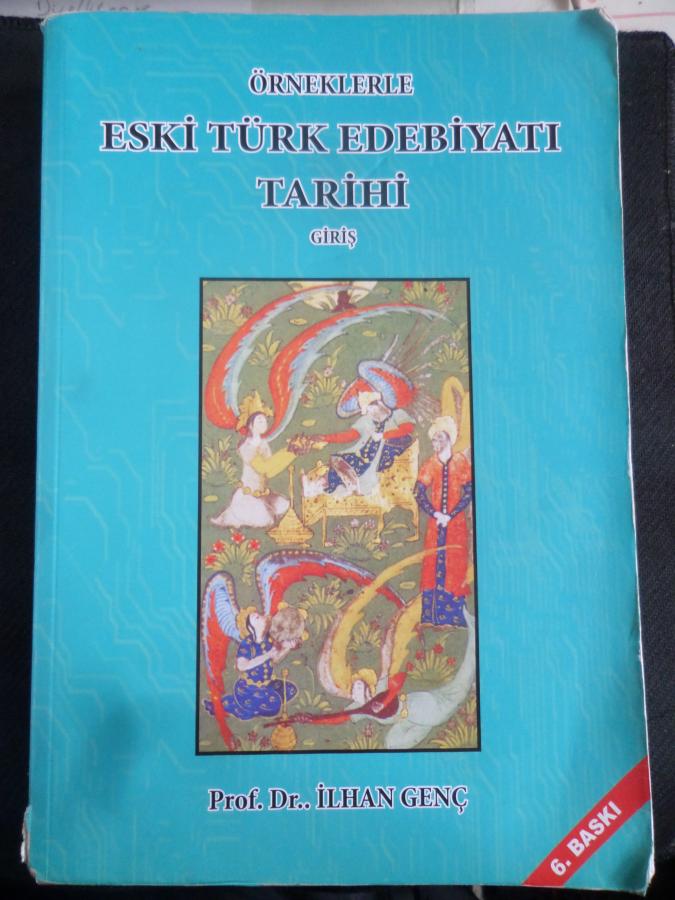 ÖRNEKLERLE
ESKİ TÜRK EDEBİYATI
TARİHİ
GİRİŞ
Prof. Dr.. İLHAN GENÇ
6. BASKI